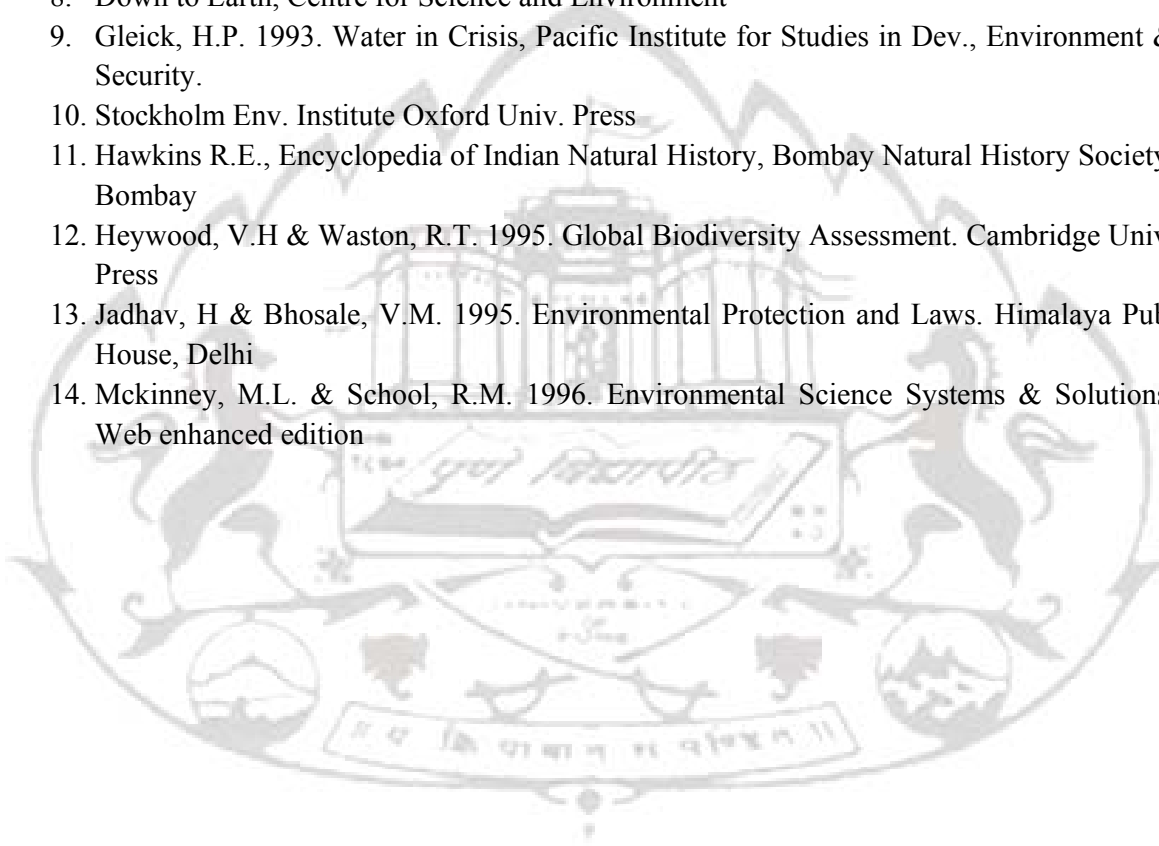 8. Down to Earth, Centre for Science and Environment
9. Gleick, H.P. 1993. Water in Crisis, Pacific Institute for Studies in Dev., Environment &
Security.
10. Stockholm Env. Institute Oxford Univ. Press
11. Hawkins R.E., Encyclopedia of Indian Natural History, Bombay Natural History Society
Bombay
12. Heywood, V.H & Waston, R.T. 1995. Global Biodiversity Assessment. Cambridge Univ
Press
13. Jadhav, H & Bhosale, V.M. 1995. Environmental Protection and Laws. Himalaya Pub
House, Delhi
14. Mckinney, M.L. & School, R.M. 1996. Environmental Science Systems & Solutions
Web enhanced edition
पुणे विद्यापीठ